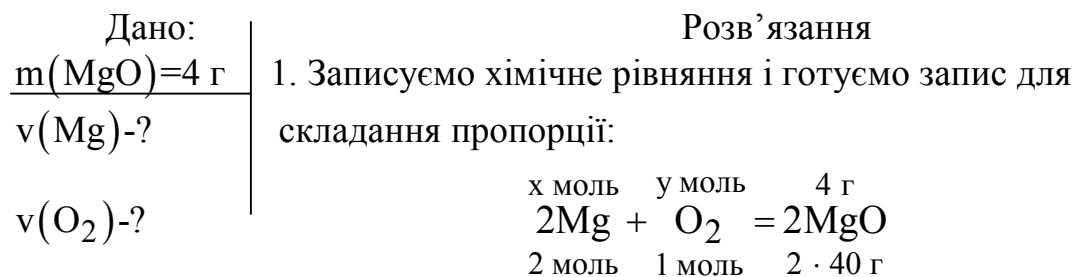 Дано:
m(MgO)=4 г
ν(Mg)-?
ν(O₂)-?
Розв’язання
1. Записуємо хімічне рівняння і готуємо запис для
складання пропорції:
х моль у моль 4 г
2Mg + O₂ = 2MgO
2 моль 1 моль 2 · 40 г